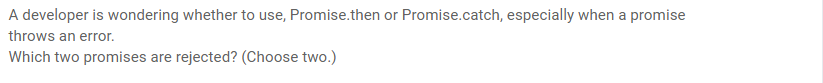 A developer is wondering whether to use, Promise.then or Promise.catch, especially when a promise
throws an error.
Which two promises are rejected? (Choose two.)